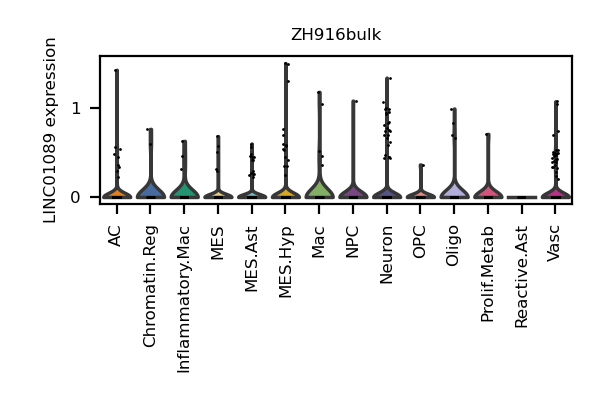 ZH916bulk
LINC01089 expression
1
0
AC
Chromatin.Reg
Inflammatory.Mac
MES
MES.Ast
MES.Hyp
Mac
NPC
Neuron
OPC
Oligo
Prolif.Metab
Reactive.Ast
Vasc